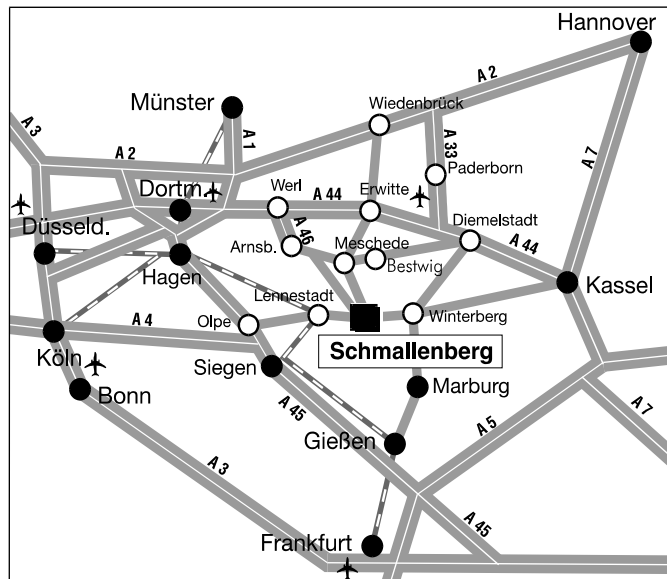 Hannover
A 2
Münster
Wiedenbrück
A 3
A 1
A 33
A 2
A 7
Paderborn
Dortm.
Werl
A 44
Erwitte
Diemelstadt
Düsseld.
Arnsb.
A 46
Meschede
A 44
Hagen
Bestwig
Kassel
Lennestadt
A 4
Olpe
Winterberg
Köln
Schmallenberg
Siegen
Bonn
Marburg
A 45
A 5
A 7
Gießen
A 3
A 45
Frankfurt